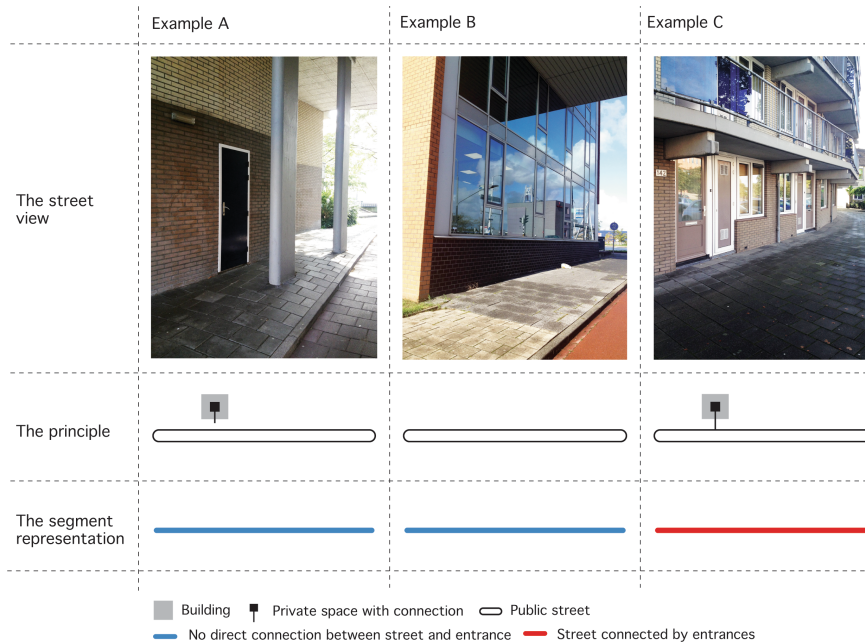 Example A
Example B
Example C
The street
view
142
The principle
The segment
representation
Building
Private space with connection
Public street
No direct connection between street and entrance
Street connected by entrances